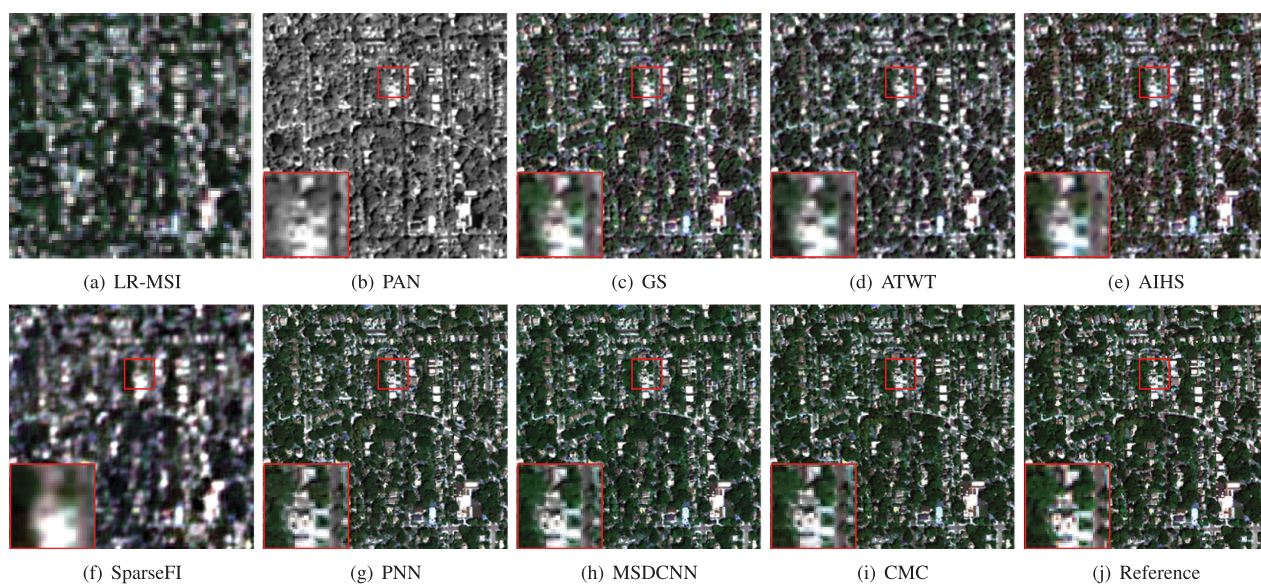 (a) LR-MSI
(b) PAN
(c) GS
(d) ATWT
(e) AIHS
(f) SparseFI
(g) PNN
(h) MSDCNN
(i) CMC
(j) Reference